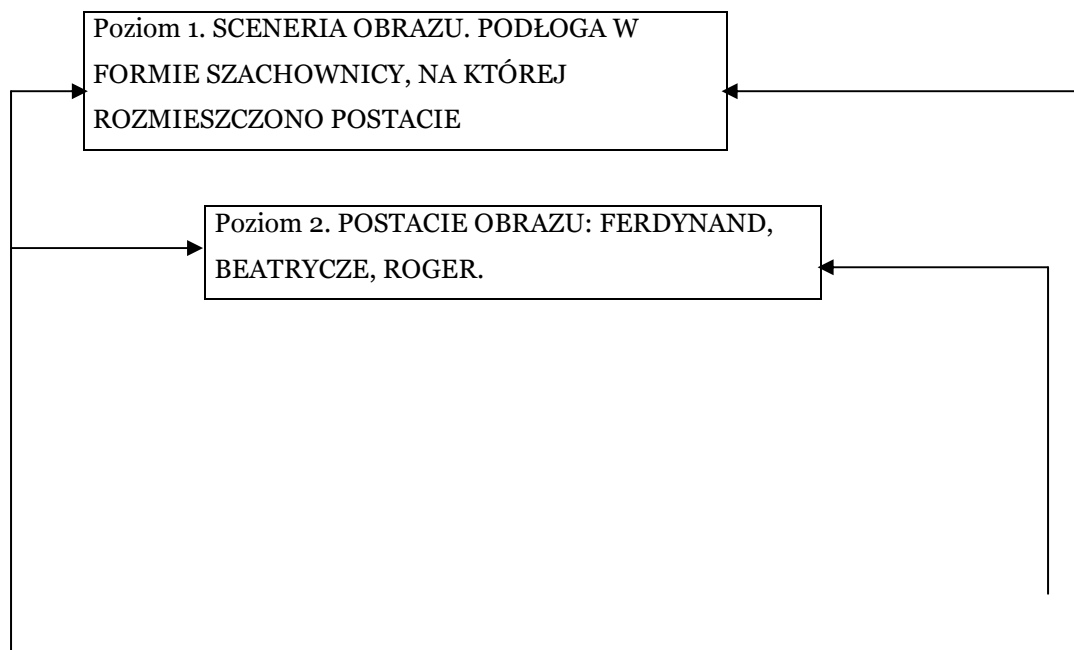 Poziom 1. SCENERIA OBRAZU. PODŁOGA W
FORMIE SZACHOWNICY, NA KTÓREJ
ROZMIESZCZONO POSTACIE
Poziom 2. POSTACIE OBRAZU: FERDYNAND,
BEATRYCZE, ROGER.